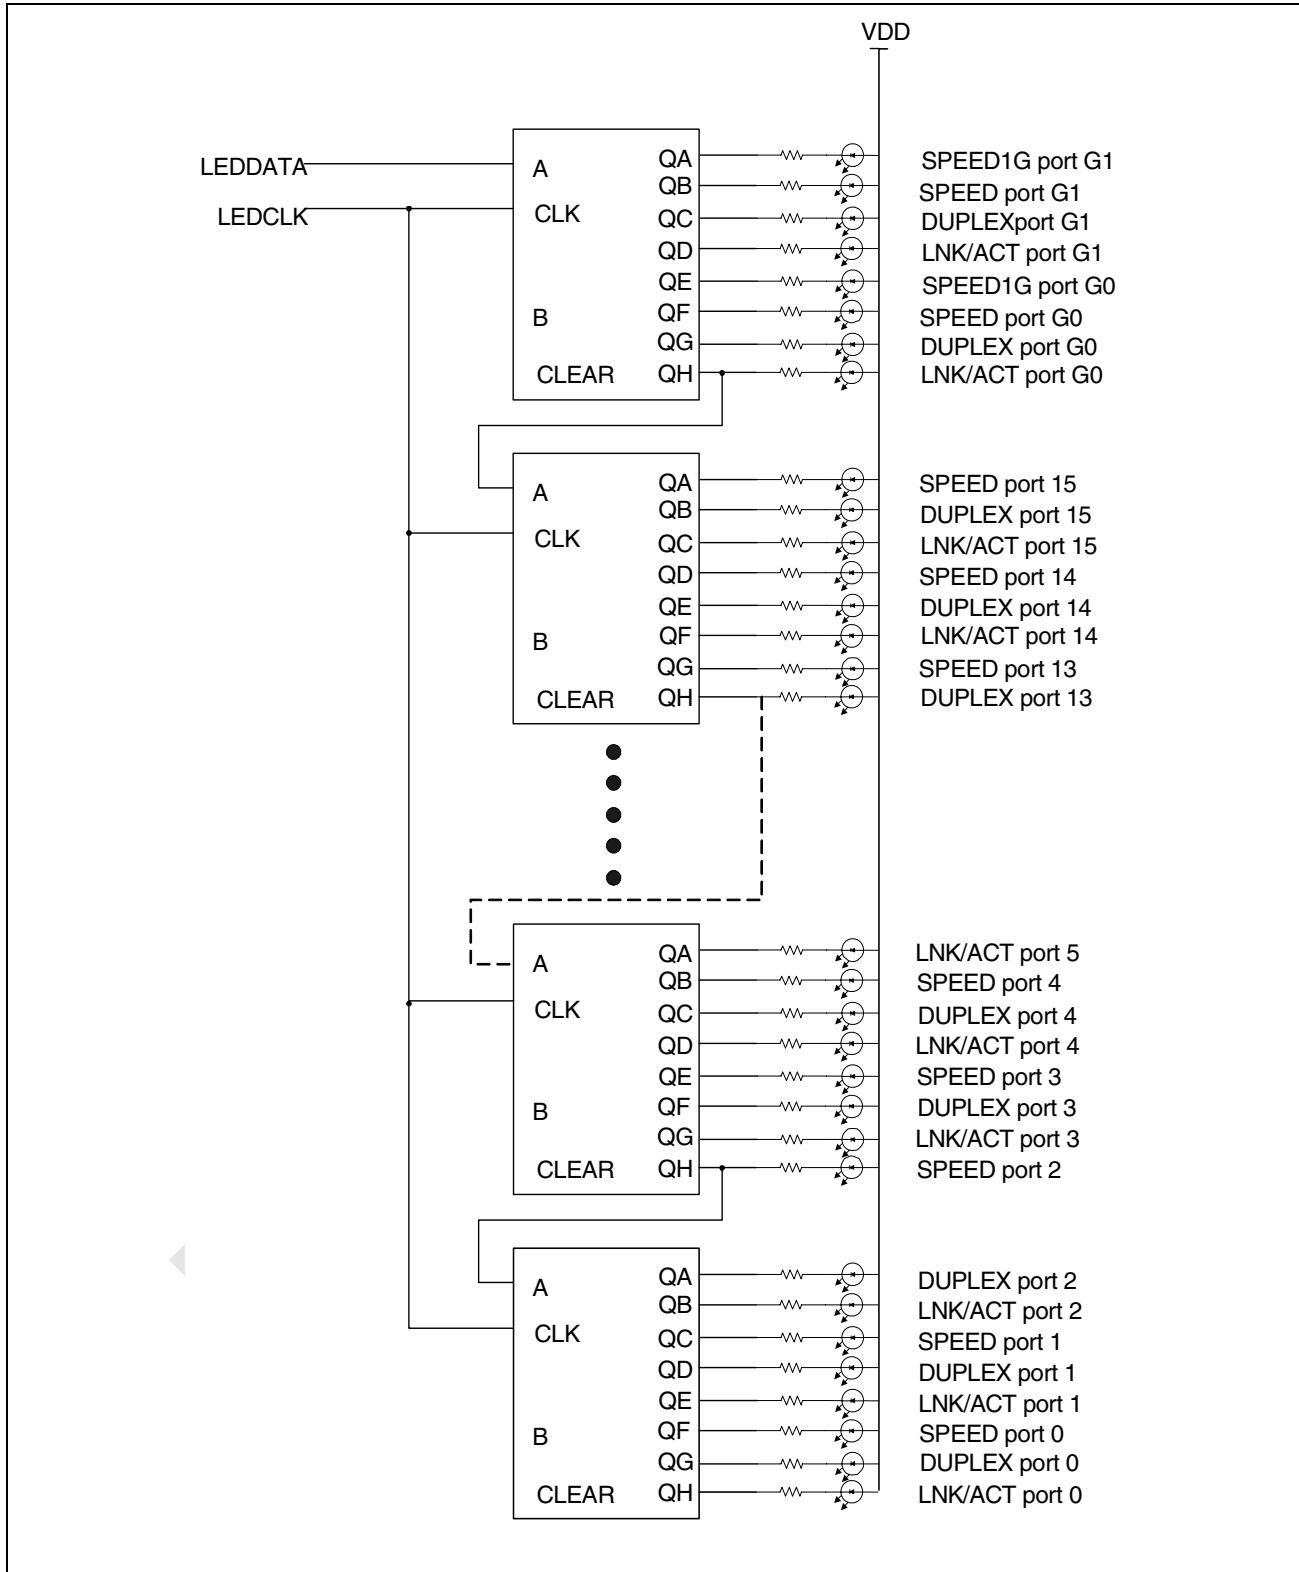 VDD
LEDDATA
LEDCLK
A
CLK
B
CLEAR
QA
QB
QC
QD
QE
QF
QG
QH
SPEED1G port G1
SPEED port G1
DUPLEXport G1
LNK/ACT port G1
SPEED1G port G0
SPEED port G0
DUPLEX port G0
LNK/ACT port G0
A
CLK
B
CLEAR
QA
QB
QC
QD
QE
QF
QG
QH
SPEED port 15
DUPLEX port 15
LNK/ACT port 15
SPEED port 14
DUPLEX port 14
LNK/ACT port 14
SPEED port 13
DUPLEX port 13
A
CLK
B
CLEAR
QA
QB
QC
QD
QE
QF
QG
QH
LNK/ACT port 5
SPEED port 4
DUPLEX port 4
LNK/ACT port 4
SPEED port 3
DUPLEX port 3
LNK/ACT port 3
SPEED port 2
A
CLK
B
CLEAR
QA
QB
QC
QD
QE
QF
QG
QH
DUPLEX port 2
LNK/ACT port 2
SPEED port 1
DUPLEX port 1
LNK/ACT port 1
SPEED port 0
DUPLEX port 0
LNK/ACT port 0